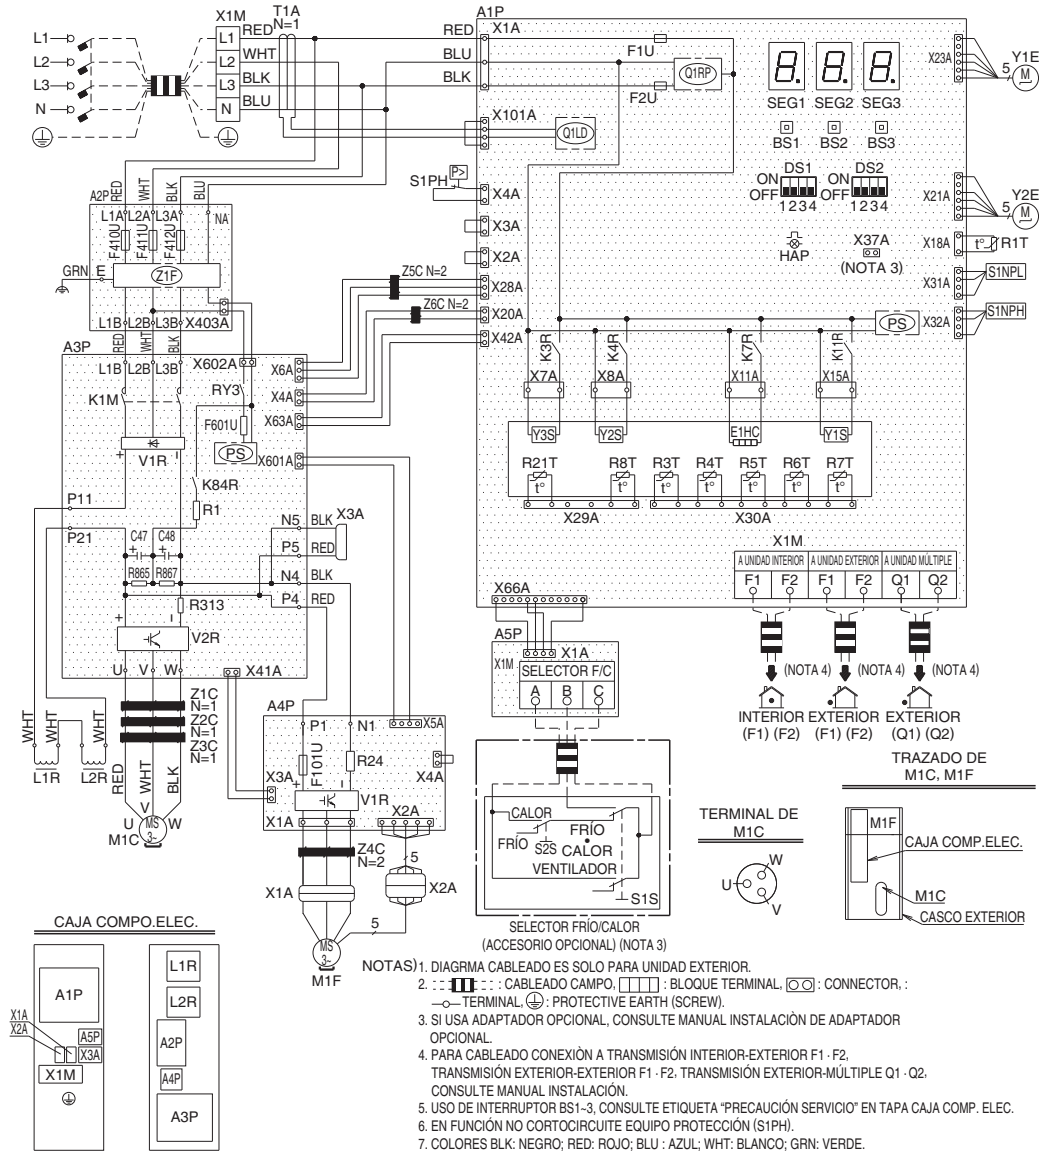 X1M
T1A
N=1
A1P
X1A
L1
L2
L3
N
L1 RED
L2 WHT
L3 BLK
N BLU
RED
BLU
BLK
F1U
F2U
Q1RP
X101A
Q1LD
SEG1 SEG2 SEG3
BS1 BS2 BS3
DS1 DS2
ON
OFF
1234
ON
OFF
1234
HAP
X37A
(NOTA 3)
X23A 5 Y1E
M
X21A 5 Y2E
M
X18A t° R1T
X31A S1NPL
X32A S1NPH
P>
S1PH
X4A
X3A
X2A
X28A
X20A
X42A
Z5C N=2
Z6C N=2
PS
K3R K4R K7R K11R
X7A X8A X11A X15A
Y3S Y2S E1HC Y1S
R21T R8T R3T R4T R5T R6T R7T
t° t° t° t° t° t° t°
X29A X30A
A2P
RED WHT BLK BLU
L1A L2A L3A NA
F410U F411U F412U
GRN E
Z1F
L1B L2B L3B X403A
RED WHT BLK
A3P
L1B L2B L3B
X602A
X6A
K1M
RY3
X4A
F601U
X63A
PS
V1R
+ -
X601A
K84R
R1
P11
P21
N5 BLK X3A
P5 RED
N4 BLK
P4 RED
C47 C48
+ +
R865 R867
R313
+ -
V2R
U V W
X41A
Z1C
N=1
Z2C
N=1
Z3C
N=1
WHT WHT WHT WHT
L1R L2R
RED WHT BLK
U V W
MS
3~
M1C
A4P
P1 N1 X5A
F101U
R24
X4A
X3A
+ -
V1R
X1A X2A
Z4C
N=2
5
X1A X2A
5
MS
3~
M1F
X66A
A5P
X1M X1A
SELECTOR F/C
A B C
X1M
A UNIDAD INTERIOR A UNIDAD EXTERIOR A UNIDAD MÚLTIPLE
F1 F2 F1 F2 Q1 Q2
(NOTA 4) (NOTA 4) (NOTA 4)
INTERIOR EXTERIOR EXTERIOR
(F1) (F2) (F1) (F2) (Q1) (Q2)
CALOR
FRÍO
S2S
FRÍO
CALOR
VENTILADOR
S1S
SELECTOR FRÍO/CALOR
(ACCESORIO OPCIONAL) (NOTA 3)
TERMINAL DE
M1C
U W V
TRAZADO DE
M1C, M1F
M1F
CAJA COMP.ELEC.
M1C
CASCO EXTERIOR
CAJA COMPO.ELEC.
A1P
X1A
X2A
A5P
X3A
X1M
L1R
L2R
A2P
A4P
A3P
NOTAS) 1. DIAGRMA CABLEADO ES SOLO PARA UNIDAD EXTERIOR.
2. : CABLEADO CAMPO, : BLOQUE TERMINAL, : CONNECTOR, :
TERMINAL, : PROTECTIVE EARTH (SCREW).
3. SI USA ADAPTADOR OPCIONAL, CONSULTE MANUAL INSTALACIÒN DE ADAPTADOR
OPCIONAL.
4. PARA CABLEADO CONEXIÒN A TRANSMISIÓN INTERIOR-EXTERIOR F1 · F2,
TRANSMISIÓN EXTERIOR-EXTERIOR F1 · F2, TRANSMISIÓN EXTERIOR-MÚLTIPLE Q1 · Q2,
CONSULTE MANUAL INSTALACIÓN.
5. USO DE INTERRUPTOR BS1~3, CONSULTE ETIQUETA “PRECAUCIÓN SERVICIO” EN TAPA CAJA COMP. ELEC.
6. EN FUNCIÓN NO CORTOCIRCUITE EQUIPO PROTECCIÓN (S1PH).
7. COLORES BLK: NEGRO; RED: ROJO; BLU : AZUL; WHT: BLANCO; GRN: VERDE.